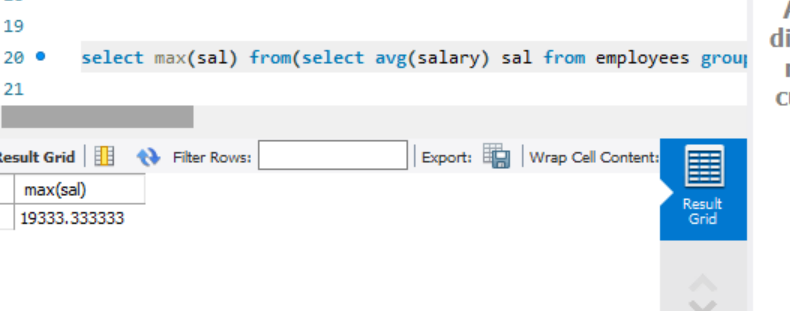 19
20 select max(sal) from(select avg(salary) sal from employees group
21
Result Grid Filter Rows: Export: Wrap Cell Content:
max(sal)
19333.333333
Result
Grid